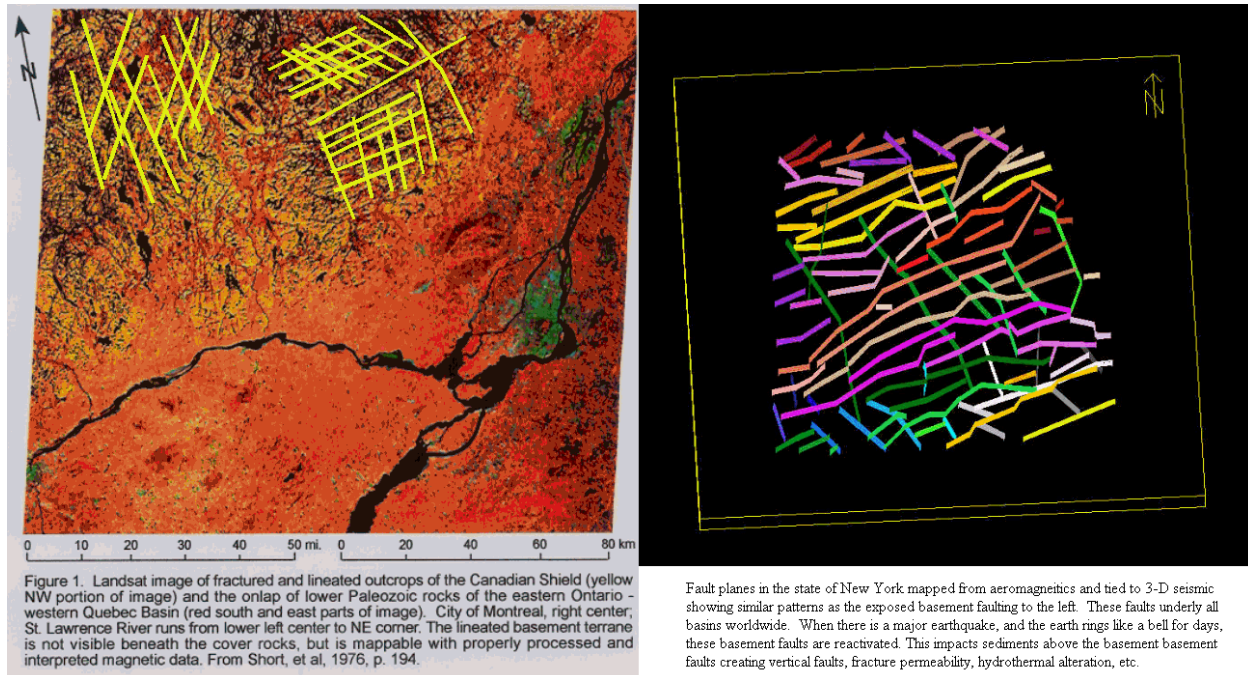 N
N
0 10 20 30 40 50 mi. 0 20 40 60 80 km
Figure 1. Landsat image of fractured and lineated outcrops of the Canadian Shield (yellow
NW portion of image) and the onlap of lower Paleozoic rocks of the eastern Ontario -
western Quebec Basin (red south and east parts of image). City of Montreal, right center;
St. Lawrence River runs from lower left center to NE corner. The lineated basement terrane
is not visible beneath the cover rocks, but is mappable with properly processed and
interpreted magnetic data. From Short, et al, 1976, p. 194.
Fault planes in the state of New York mapped from aeromagneitics and tied to 3-D seismic
showing similar patterns as the exposed basement faulting to the left. These faults underly all
basins worldwide. When there is a major earthquake, and the earth rings like a bell for days,
these basement faults are reactivated. This impacts sediments above the basement basement
faults creating vertical faults, fracture permeability, hydrothermal alteration, etc.